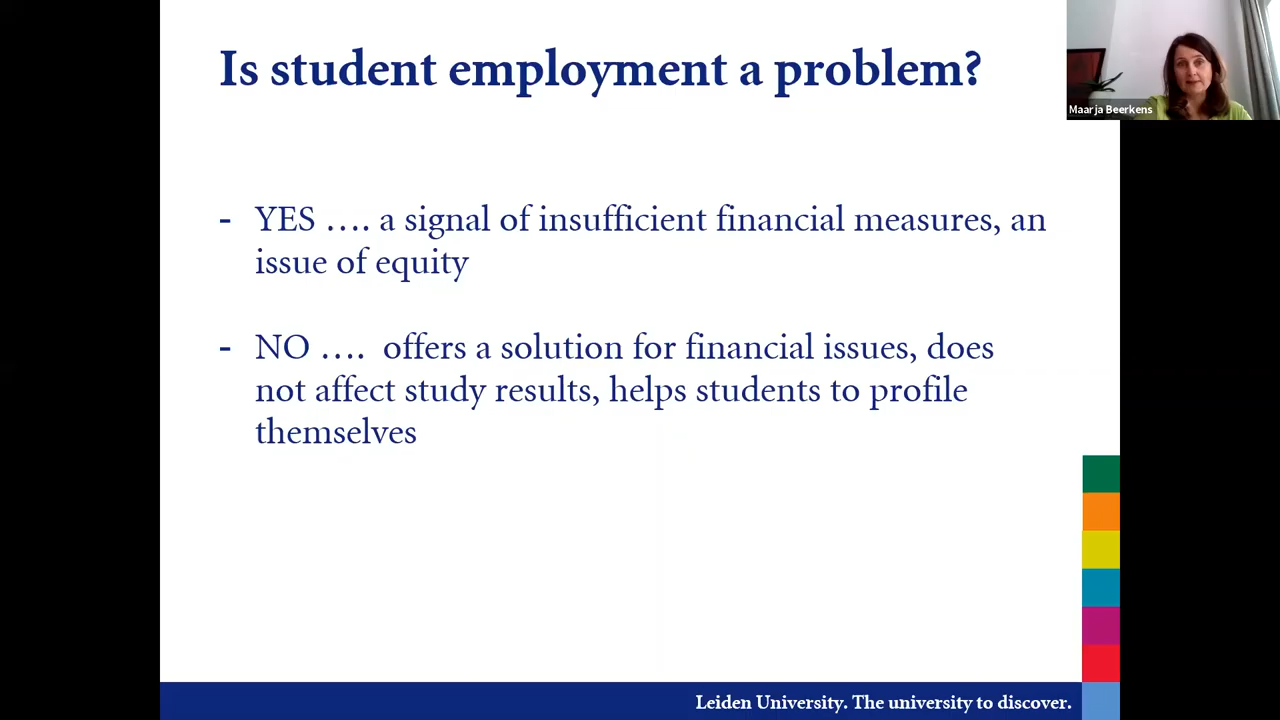 Is student employment a problem?
Maarja Beerkens
- YES .... a signal of insufficient financial measures, an
issue of equity
- NO .... offers a solution for financial issues, does
not affect study results, helps students to profile
themselves
Leiden University. The university to discover.